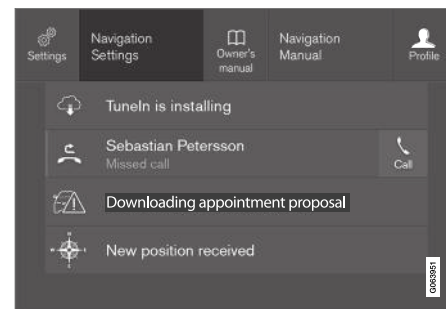 Settings
Navigation
Settings
Owner's
manual
Navigation
Manual
Profile
TuneIn is installing
Sebastian Petersson
Missed call
Call
Downloading appointment proposal
New position received
G063951